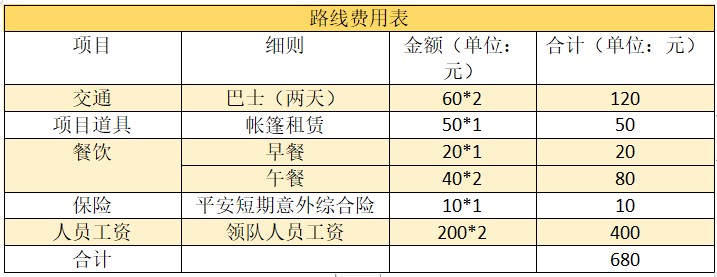 路线费用表
项目 细则 金额（单位：元） 合计（单位：元）
交通 巴士（两天） 60*2 120
项目道具 帐篷租赁 50*1 50
餐饮 早餐 20*1 20
午餐 40*2 80
保险 平安短期意外综合险 10*1 10
人员工资 领队人员工资 200*2 400
合计 680